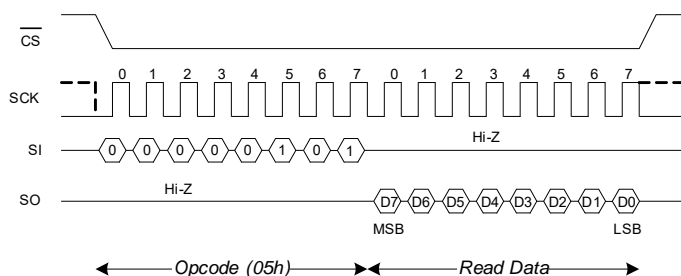 CS
0 1 2 3 4 5 6 7 0 1 2 3 4 5 6 7
SCK
Hi-Z
SI 0 0 0 0 0 1 0 1
Hi-Z
SO D7 D6 D5 D4 D3 D2 D1 D0
MSB LSB
Opcode (05h) Read Data